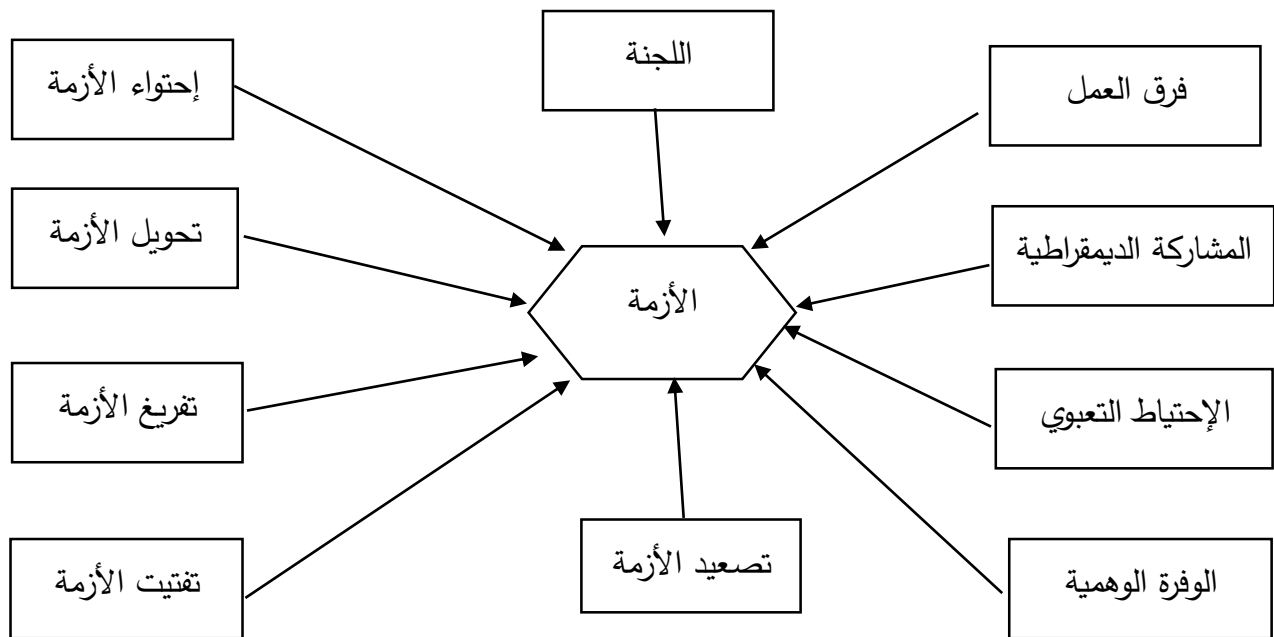 اللجنة
فرق العمل
إحتواء الأزمة
المشاركة الديمقراطية
تحويل الأزمة
الأزمة
الإحتياط التعبوي
تفريغ الأزمة
تصعيد الأزمة
الوفرة الوهمية
تفتيت الأزمة